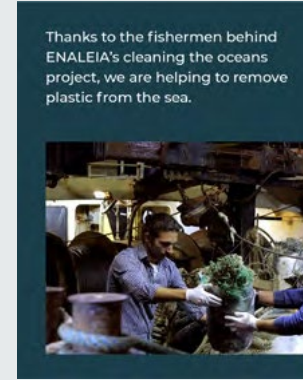 Thanks to the fishermen behind
ENALEIA's cleaning the oceans
project, we are helping to remove
plastic from the sea.